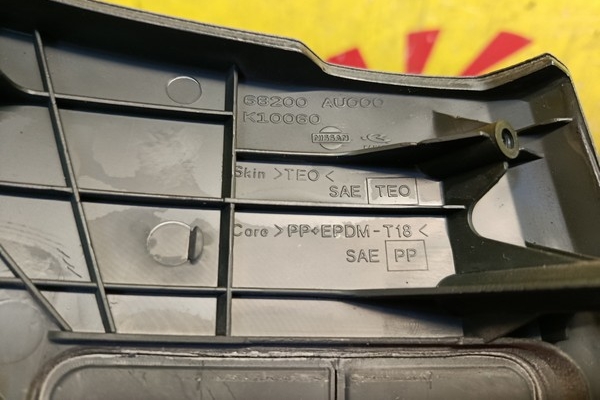 68200 AU000
K10060
NISSAN
Skin >TEO<
SAE TEO
Core >PP+EPDM-T18<
SAE PP